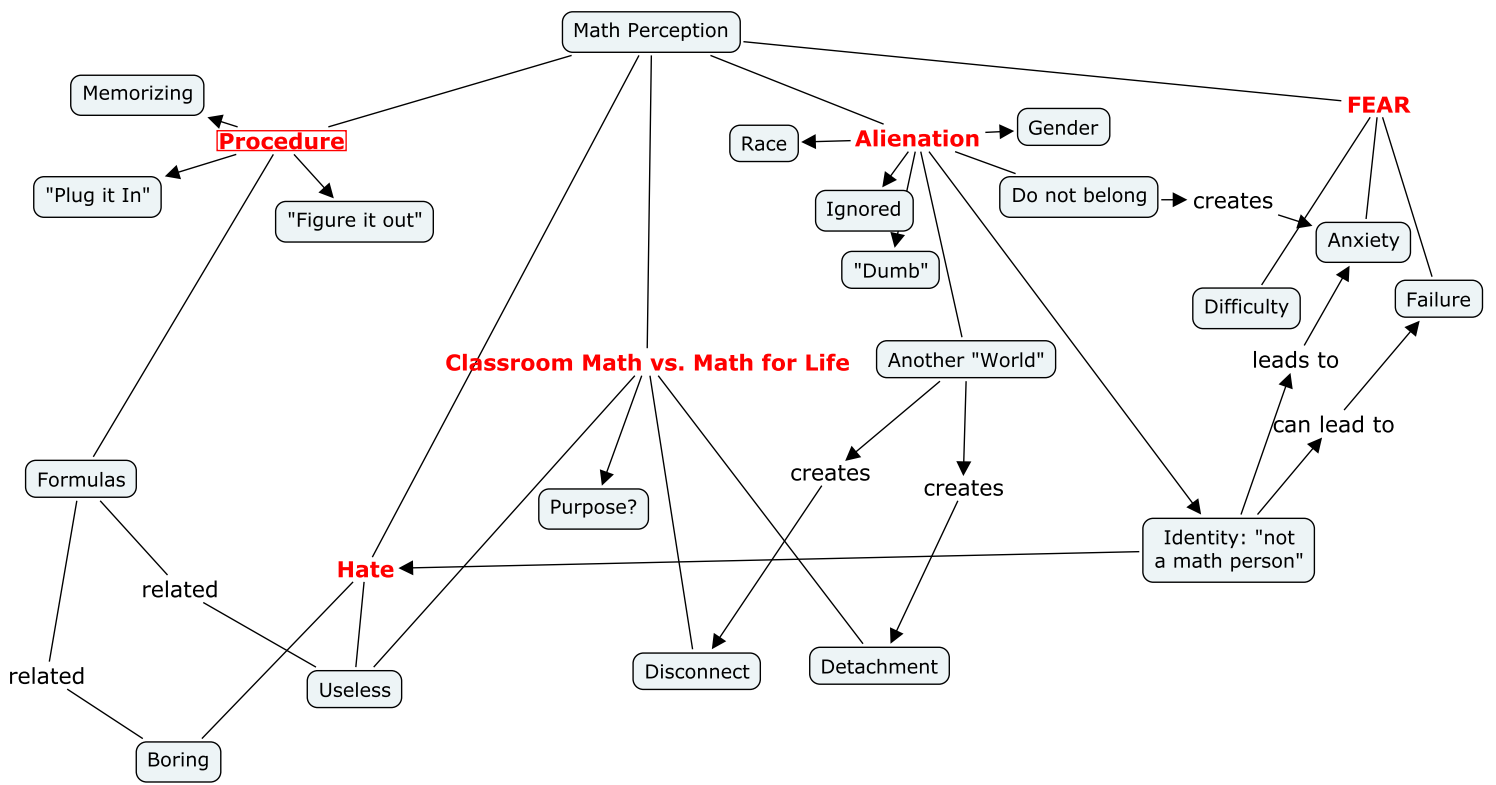 Math Perception
Memorizing
FEAR
Procedure
Race
Alienation
Gender
"Plug it In"
"Figure it out"
Ignored
Do not belong
creates
Anxiety
"Dumb"
Difficulty
Failure
Classroom Math vs. Math for Life
Another "World"
leads to
can lead to
Formulas
creates
creates
Purpose?
Identity: "not
a math person"
Hate
related
related
Useless
Disconnect
Detachment
Boring